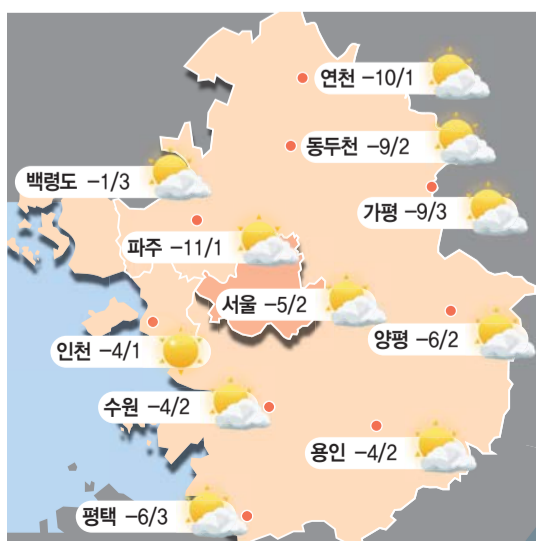 연천 -10/1
동두천 -9/2
백령도 -1/3
가평 -9/3
파주 -11/1
서울 -5/2
양평 -6/2
인천 -4/1
수원 -4/2
용인 -4/2
평택 -6/3